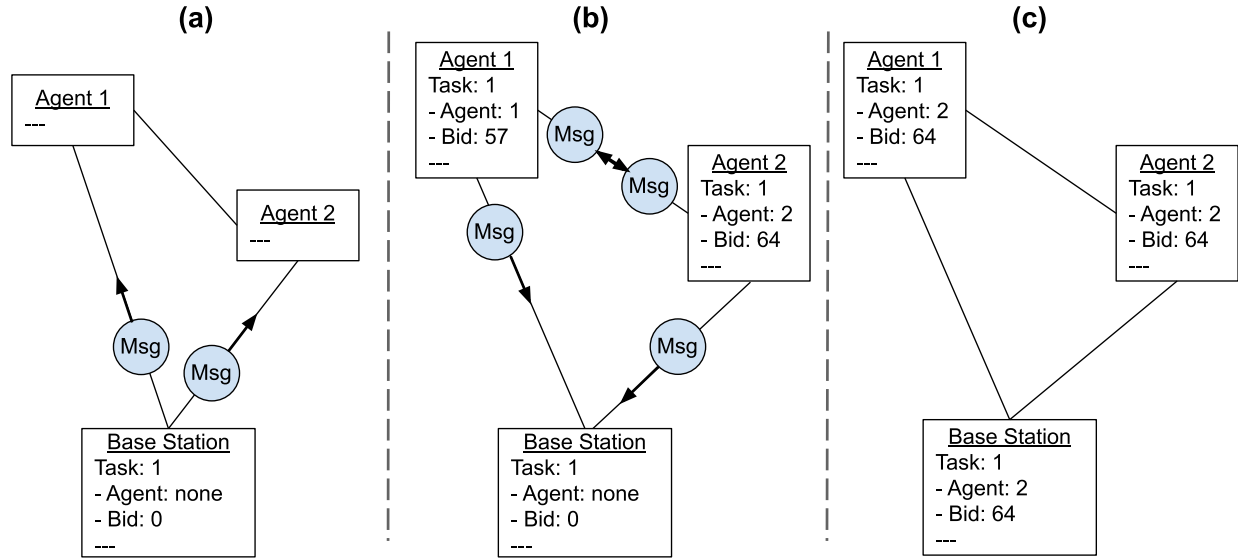 (a)
Agent 1
---
Agent 2
---
Msg
Msg
Base Station
Task: 1
- Agent: none
- Bid: 0
---
(b)
Agent 1
Task: 1
- Agent: 1
- Bid: 57
---
Msg
Msg
Agent 2
Task: 1
- Agent: 2
- Bid: 64
---
Msg
Msg
Base Station
Task: 1
- Agent: none
- Bid: 0
---
(c)
Agent 1
Task: 1
- Agent: 2
- Bid: 64
---
Agent 2
Task: 1
- Agent: 2
- Bid: 64
---
Base Station
Task: 1
- Agent: 2
- Bid: 64
---